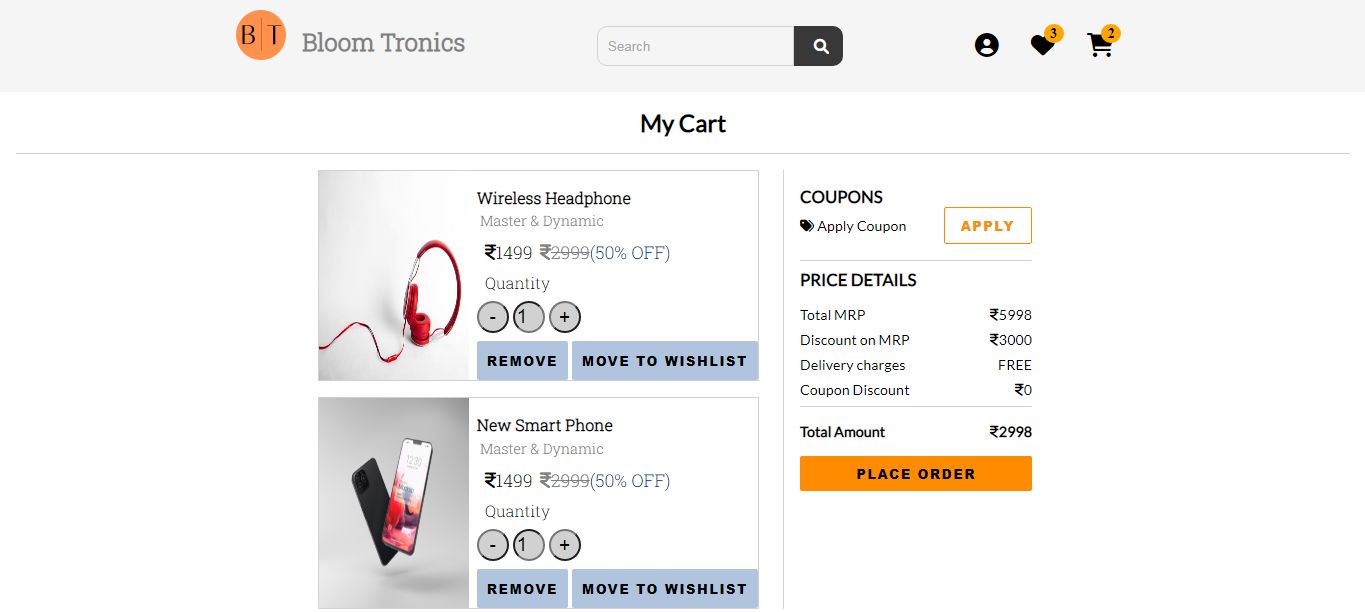 B|T
Bloom Tronics
Search
3
2
My Cart
Wireless Headphone
Master & Dynamic
₹1499 ₹2999(50% OFF)
Quantity
- 1 +
REMOVE MOVE TO WISHLIST
New Smart Phone
Master & Dynamic
₹1499 ₹2999(50% OFF)
Quantity
- 1 +
REMOVE MOVE TO WISHLIST
COUPONS
Apply Coupon APPLY
PRICE DETAILS
Total MRP ₹5998
Discount on MRP ₹3000
Delivery charges FREE
Coupon Discount ₹0
Total Amount ₹2998
PLACE ORDER